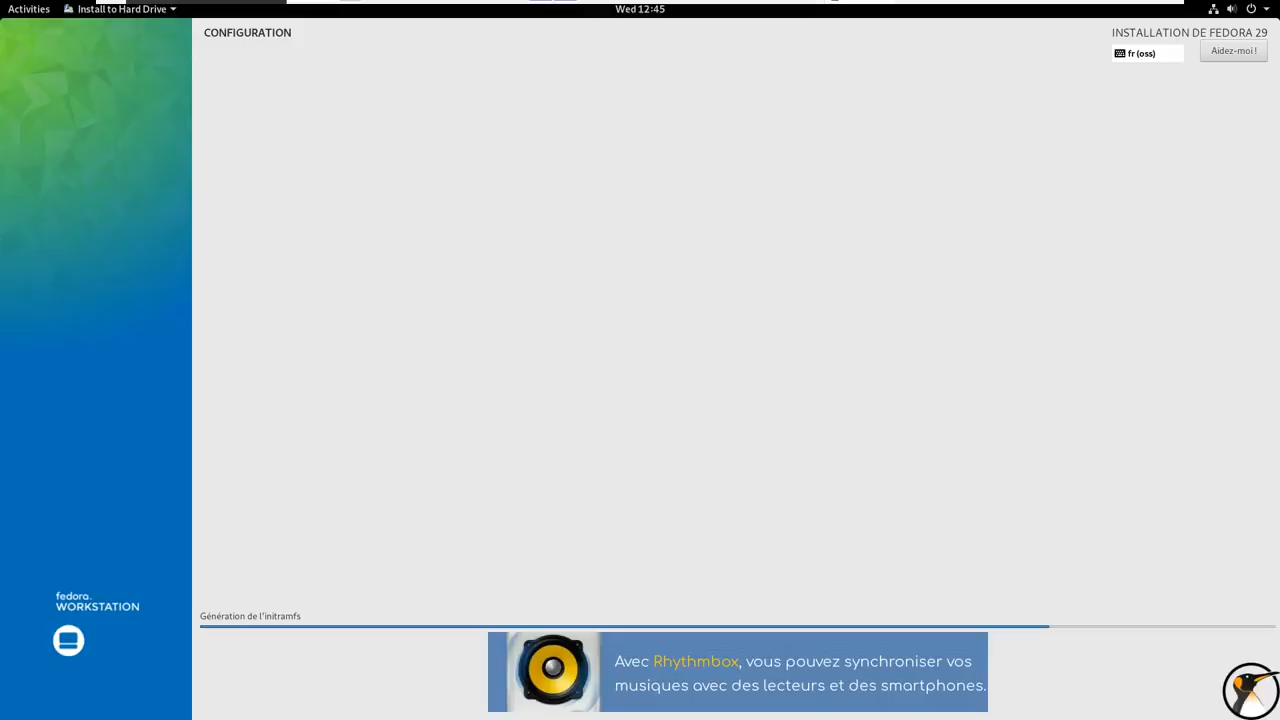 Activities Install to Hard Drive Wed 12:45
CONFIGURATION INSTALLATION DE FEDORA 29
fr (oss) Aidez-moi !
fedora.
WORKSTATION
Génération de l'initramfs
Avec Rhythmbox, vous pouvez synchroniser vos
musiques avec des lecteurs et des smartphones.